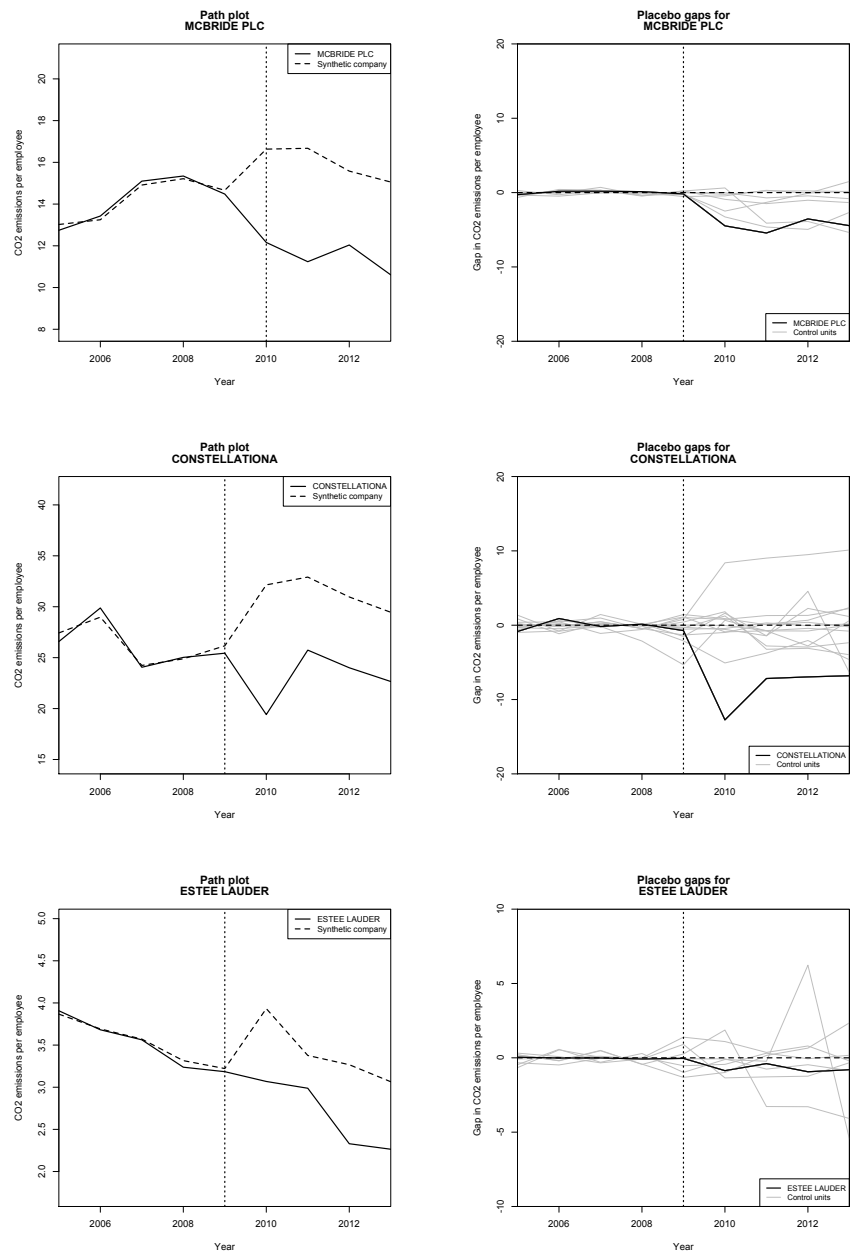 Path plot
MCBRIDE PLC
MCBRIDE PLC
Synthetic company
CO2 emissions per employee
20
18
16
14
12
10
8
2006
2008
2010
2012
Year
Placebo gaps for
MCBRIDE PLC
Gap in CO2 emissions per employee
20
10
0
-10
-20
MCBRIDE PLC
Control units
2006
2008
2010
2012
Year
Path plot
CONSTELLATIONA
CONSTELLATIONA
Synthetic company
CO2 emissions per employee
40
35
30
25
20
15
2006
2008
2010
2012
Year
Placebo gaps for
CONSTELLATIONA
Gap in CO2 emissions per employee
20
10
0
-10
-20
CONSTELLATIONA
Control units
2006
2008
2010
2012
Year
Path plot
ESTEE LAUDER
ESTEE LAUDER
Synthetic company
CO2 emissions per employee
5.0
4.5
4.0
3.5
3.0
2.5
2.0
2006
2008
2010
2012
Year
Placebo gaps for
ESTEE LAUDER
Gap in CO2 emissions per employee
10
5
0
-5
-10
ESTEE LAUDER
Control units
2006
2008
2010
2012
Year